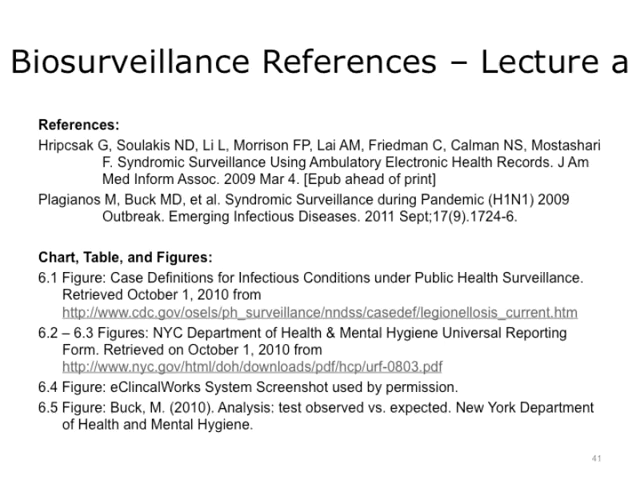 Biosurveillance References – Lecture a
References:
Hripcsak G, Soulakis ND, Li L, Morrison FP, Lai AM, Friedman C, Calman NS, Mostashari
F. Syndromic Surveillance Using Ambulatory Electronic Health Records. J Am
Med Inform Assoc. 2009 Mar 4. [Epub ahead of print]
Plagianos M, Buck MD, et al. Syndromic Surveillance during Pandemic (H1N1) 2009
Outbreak. Emerging Infectious Diseases. 2011 Sept;17(9).1724-6.
Chart, Table, and Figures:
6.1 Figure: Case Definitions for Infectious Conditions under Public Health Surveillance.
Retrieved October 1, 2010 from
http://www.cdc.gov/osels/ph_surveillance/nndss/casedef/legionellosis_current.htm
6.2 – 6.3 Figures: NYC Department of Health & Mental Hygiene Universal Reporting
Form. Retrieved on October 1, 2010 from
http://www.nyc.gov/html/doh/downloads/pdf/hcp/urf-0803.pdf
6.4 Figure: eClincalWorks System Screenshot used by permission.
6.5 Figure: Buck, M. (2010). Analysis: test observed vs. expected. New York Department
of Health and Mental Hygiene.
41